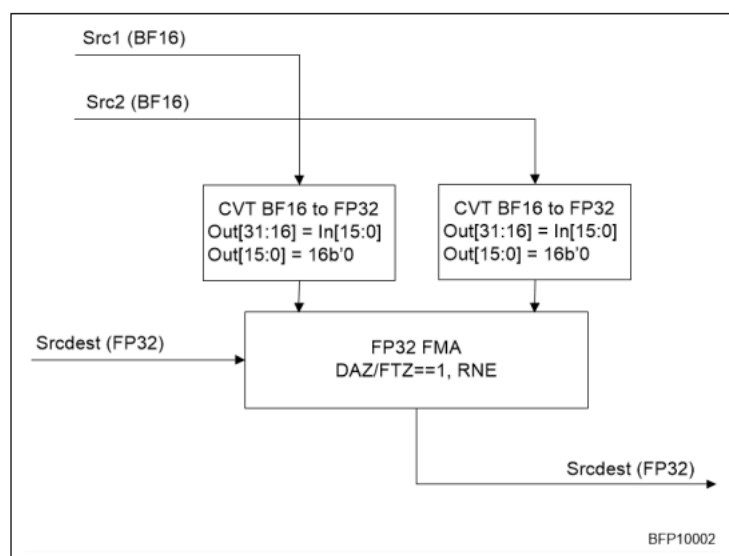 Src1 (BF16)
Src2 (BF16)
CVT BF16 to FP32
Out[31:16] = In[15:0]
Out[15:0] = 16b'0
CVT BF16 to FP32
Out[31:16] = In[15:0]
Out[15:0] = 16b'0
Srcdest (FP32)
FP32 FMA
DAZ/FTZ==1, RNE
Srcdest (FP32)
BFP10002